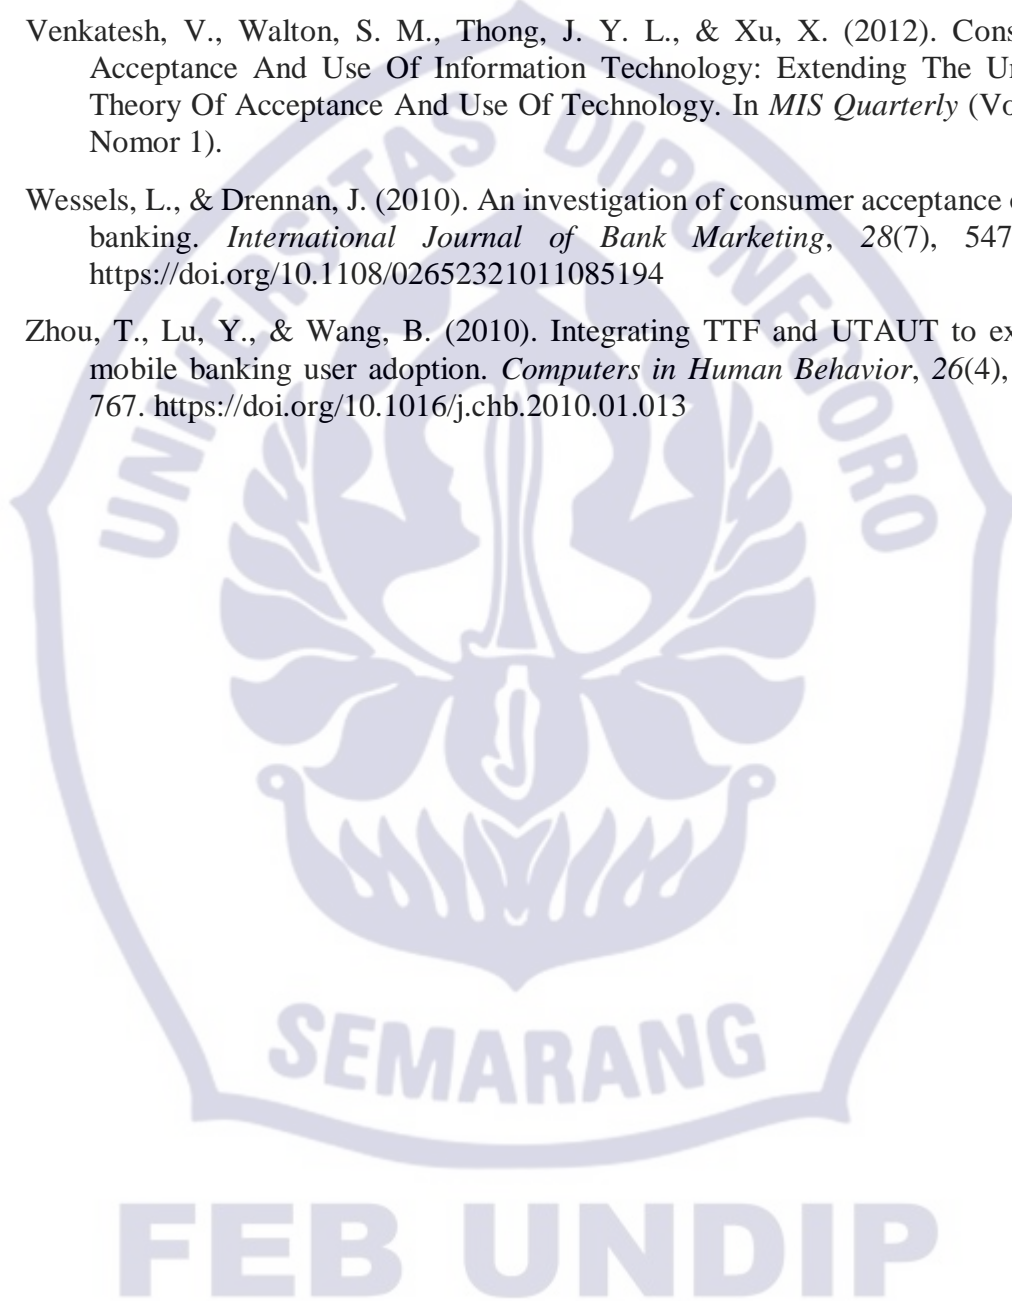 Venkatesh, V., Walton, S. M., Thong, J. Y. L., & Xu, X. (2012). Cons
Acceptance And Use Of Information Technology: Extending The Un
Theory Of Acceptance And Use Of Technology. In MIS Quarterly (Vo
Nomor 1).
Wessels, L., & Drennan, J. (2010). An investigation of consumer acceptance
banking. International Journal of Bank Marketing, 28(7), 547
https://doi.org/10.1108/02652321011085194
Zhou, T., Lu, Y., & Wang, B. (2010). Integrating TTF and UTAUT to ex
mobile banking user adoption. Computers in Human Behavior, 26(4),
767. https://doi.org/10.1016/j.chb.2010.01.013
UNIVERSITAS DIPONEGORO
SEMARANG
FEB UNDIP